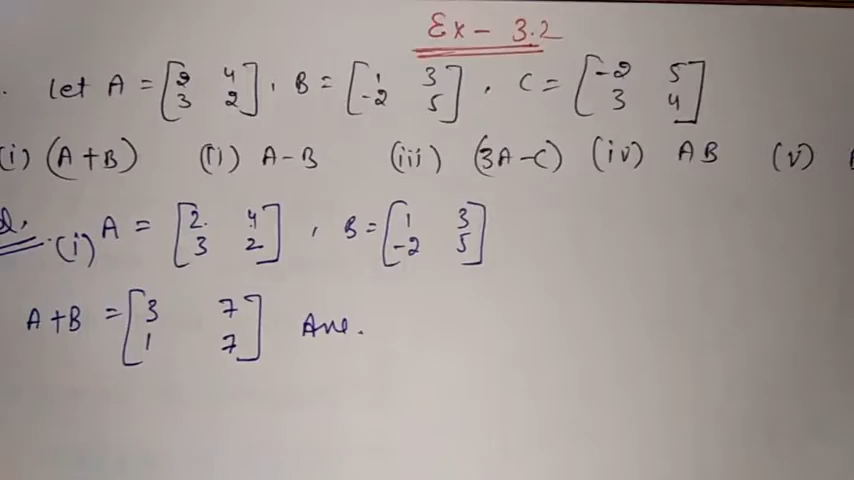 Ex - 3.2
. Let A = [2 4 , B = [1 3 , C = [-2 5
3 2] -2 5] 3 4]
(i) (A+B) (ii) A-B (iii) (3A-C) (iv) AB (v)
(i) A = [2 4 , B = [1 3
3 2] -2 5]
A+B = [3 7 Ans.
1 7]